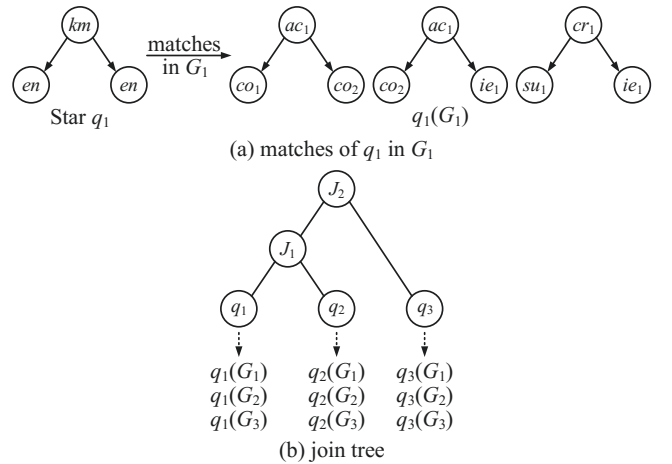 km
en en
Star q₁
matches
in G₁
ac₁ ac₁ cr₁
co₁ co₂ co₂ ie₁ su₁ ie₁
q₁(G₁)
(a) matches of q₁ in G₁
J₂
J₁
q₁ q₂ q₃
q₁(G₁) q₂(G₁) q₃(G₁)
q₁(G₂) q₂(G₂) q₃(G₂)
q₁(G₃) q₂(G₃) q₃(G₃)
(b) join tree